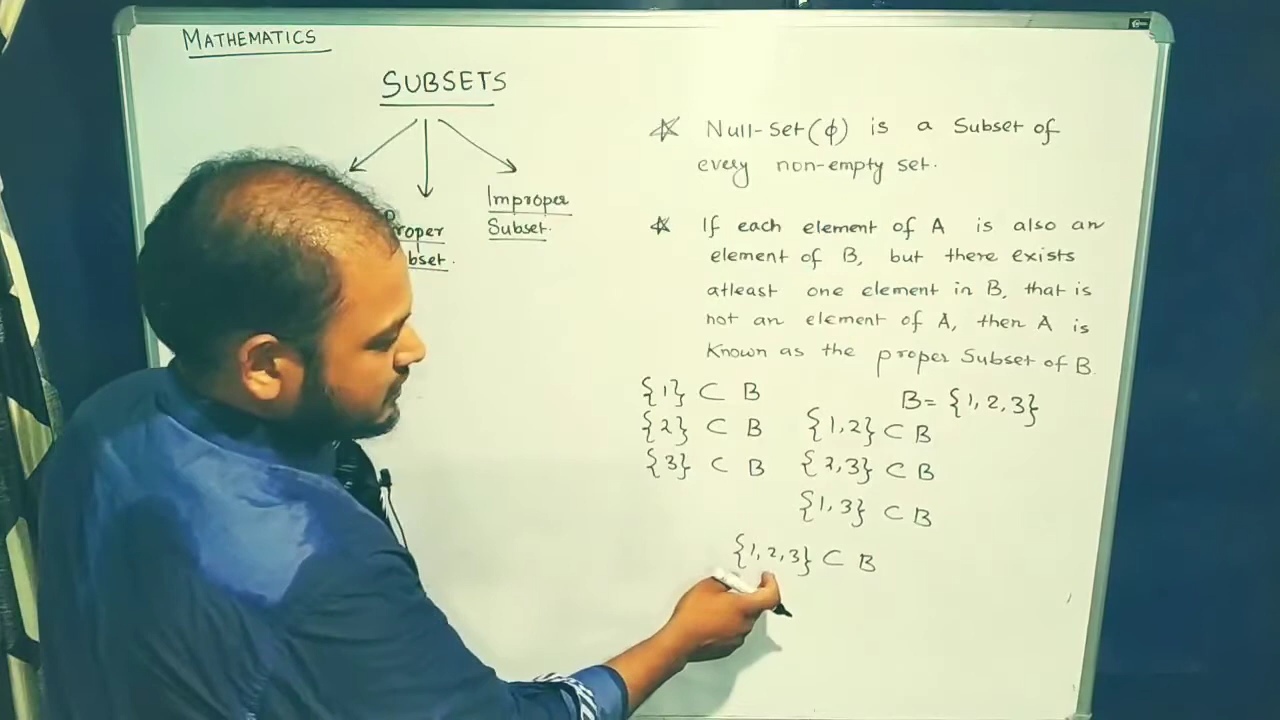 MATHEMATICS
SUBSETS
Improper
Subset.
☆ Null-Set(ϕ) is a Subset of
every non-empty set.
☆ If each element of A is also an
element of B, but there exists
atleast one element in B, that is
not an element of A, then A is
Known as the proper Subset of B.
B= {1,2,3}
{1} ⊂ B
{2} ⊂ B
{3} ⊂ B
{1,2} ⊂ B
{2,3} ⊂ B
{1,3} ⊂ B
{1,2,3} ⊂ B